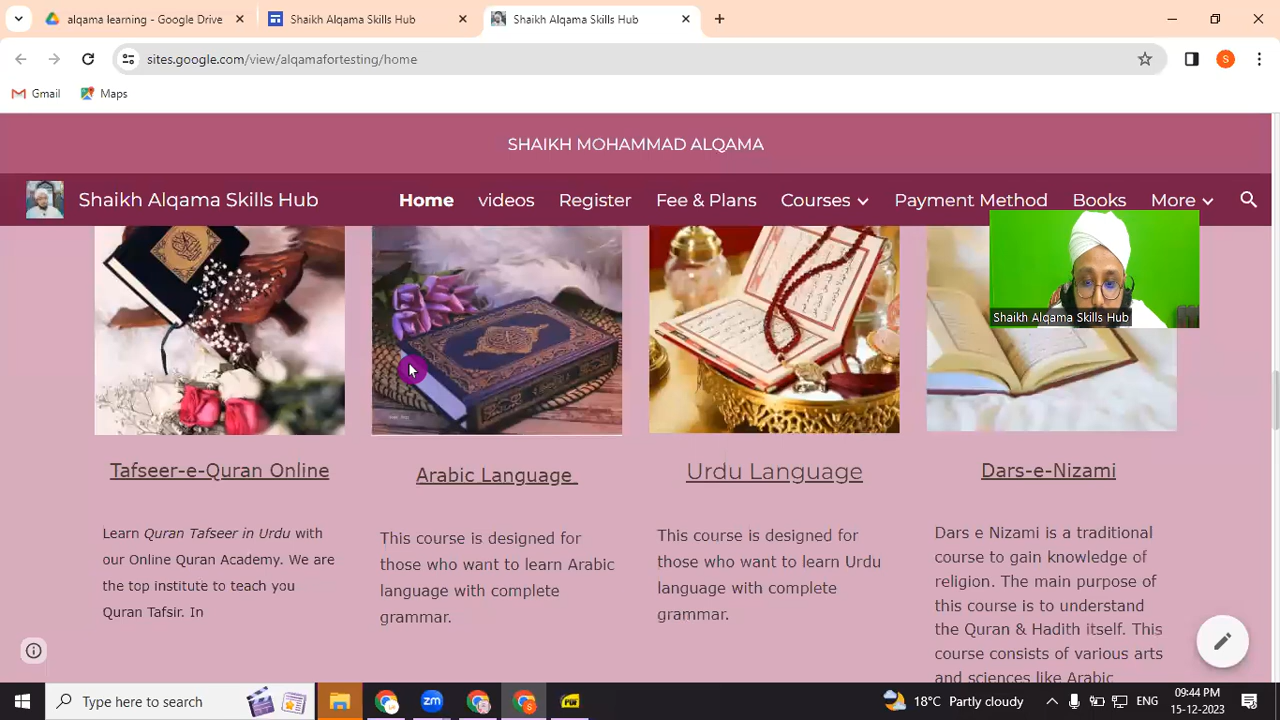 alqama learning - Google Drive
Shaikh Alqama Skills Hub
Shaikh Alqama Skills Hub
sites.google.com/view/alqamafortesting/home
S
Gmail
Maps
SHAIKH MOHAMMAD ALQAMA
Shaikh Alqama Skills Hub
Home videos Register Fee & Plans Courses Payment Method Books More
Shaikh Alqama Skills Hub
Tafseer-e-Quran Online
Learn Quran Tafseer in Urdu with
our Online Quran Academy. We are
the top institute to teach you
Quran Tafsir. In
Arabic Language
This course is designed for
those who want to learn Arabic
language with complete
grammar.
Urdu Language
This course is designed for
those who want to learn Urdu
language with complete
grammar.
Dars-e-Nizami
Dars e Nizami is a traditional
course to gain knowledge of
religion. The main purpose of
this course is to understand
the Quran & Hadith itself. This
course consists of various arts
and sciences like Arabic
Type here to search
zm
S
PDF
18°C Partly cloudy
ENG
09:44 PM
15-12-2023